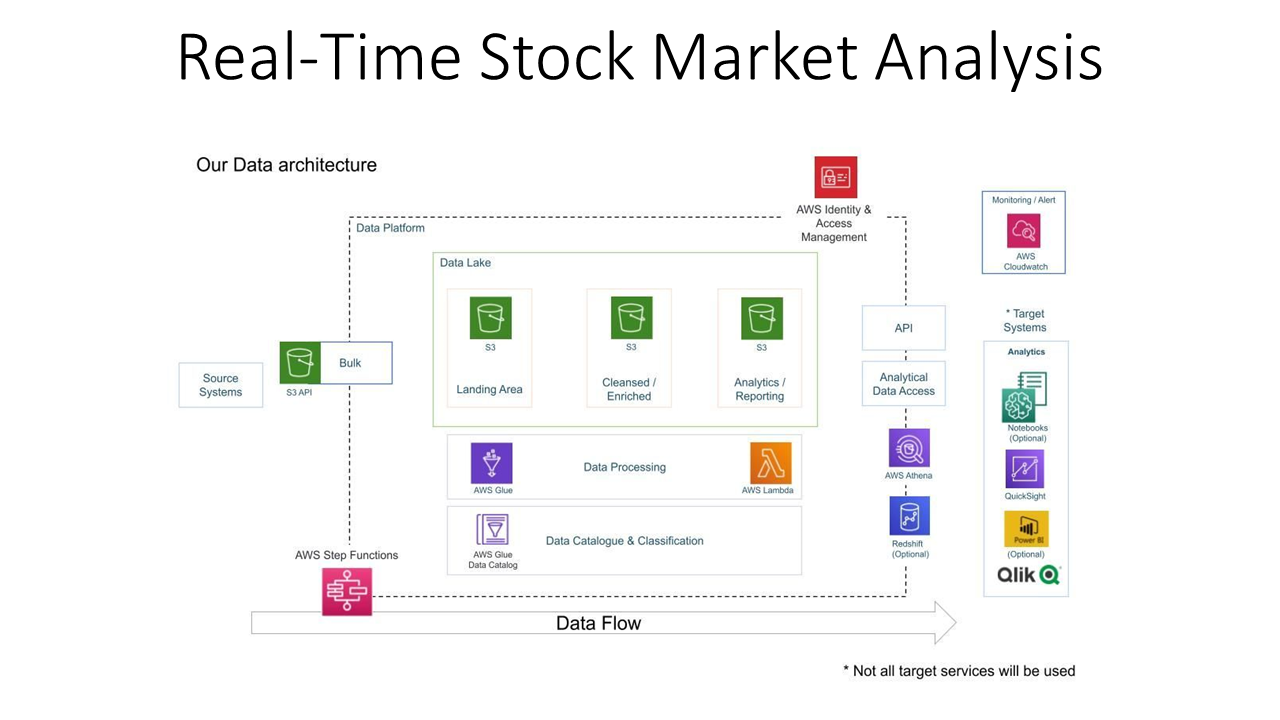 Real-Time Stock Market Analysis
Our Data architecture
AWS Identity &
Access
Management
Monitoring / Alert
AWS
Cloudwatch
Data Platform
Data Lake
S3
Landing Area
S3
Cleansed /
Enriched
S3
Analytics /
Reporting
Source
Systems
S3 API
Bulk
API
Analytical
Data Access
* Target
Systems
Analytics
Notebooks
(Optional)
QuickSight
Power BI
(Optional)
Qlik
AWS Glue
Data Processing
AWS Lambda
AWS Athena
AWS Glue
Data Catalog
Data Catalogue & Classification
Redshift
(Optional)
AWS Step Functions
Data Flow
* Not all target services will be used